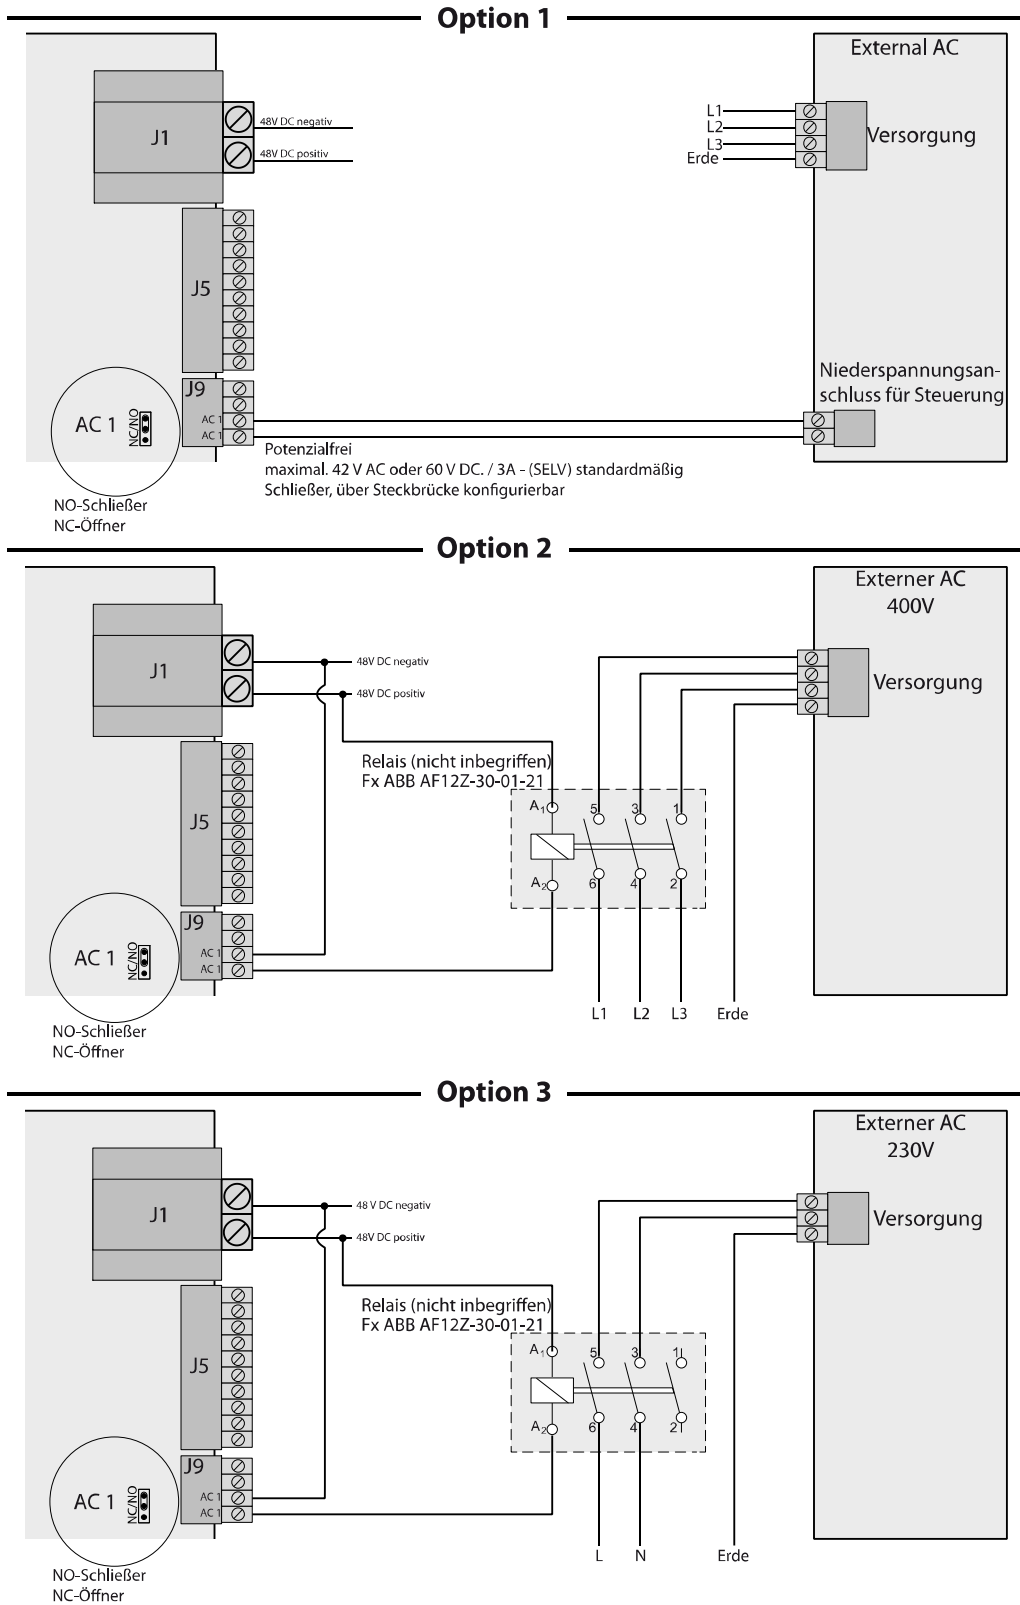 Option 1
External AC
J1
48V DC negativ
48V DC positiv
L1
L2
L3
Erde
Versorgung
J5
J9
AC 1
AC 1
AC 1
NC/NO
Niederspannungsan-
schluss für Steuerung
Potenzialfrei
maximal. 42 V AC oder 60 V DC. / 3A - (SELV) standardmäßig
Schließer, über Steckbrücke konfigurierbar
NO-Schließer
NC-Öffner
Option 2
Externer AC
400V
J1
48V DC negativ
48V DC positiv
Versorgung
Relais (nicht inbegriffen)
Fx ABB AF12Z-30-01-21
A1
5
3
1
J5
A2
6
4
2
J9
AC 1
AC 1
AC 1
NC/NO
L1
L2
L3
Erde
NO-Schließer
NC-Öffner
Option 3
Externer AC
230V
J1
48 V DC negativ
48V DC positiv
Versorgung
Relais (nicht inbegriffen)
Fx ABB AF12Z-30-01-21
A1
5
3
1
J5
A2
6
4
2
J9
AC 1
AC 1
AC 1
NC/NO
L
N
Erde
NO-Schließer
NC-Öffner